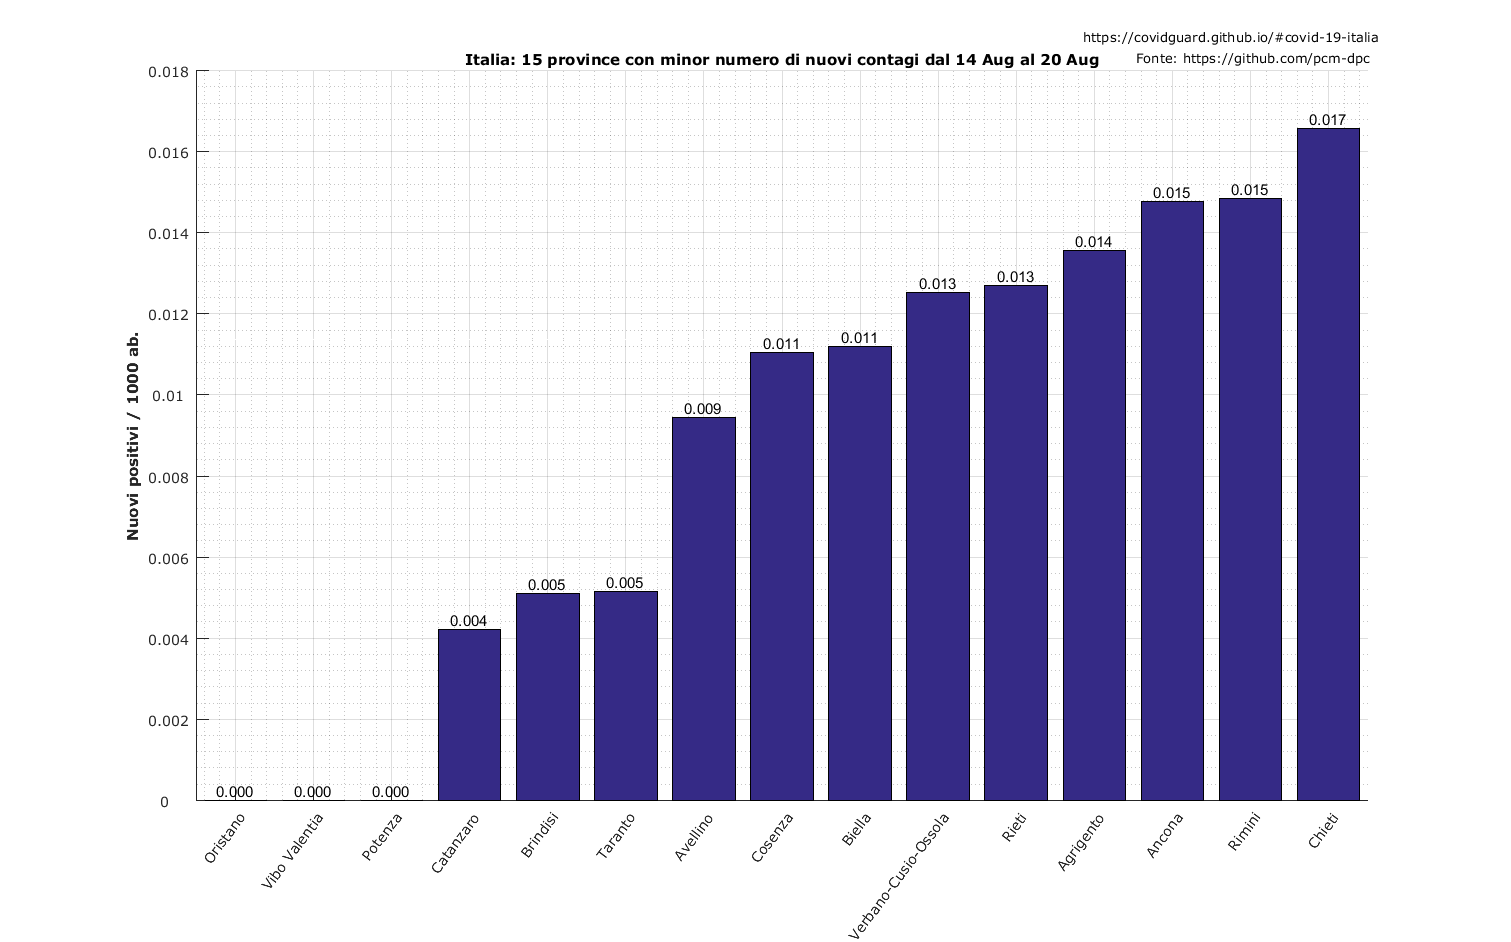 https://covidguard.github.io/#covid-19-italia
Italia: 15 province con minor numero di nuovi contagi dal 14 Aug al 20 Aug
Fonte: https://github.com/pcm-dpc
Nuovi positivi / 1000 ab.
0.018
0.016
0.014
0.012
0.01
0.008
0.006
0.004
0.002
0
0.000
0.000
0.000
0.004
0.005
0.005
0.009
0.011
0.011
0.013
0.013
0.014
0.015
0.015
0.017
Oristano
Vibo Valentia
Potenza
Catanzaro
Brindisi
Taranto
Avellino
Cosenza
Biella
Verbano-Cusio-Ossola
Rieti
Agrigento
Ancona
Rimini
Chieti